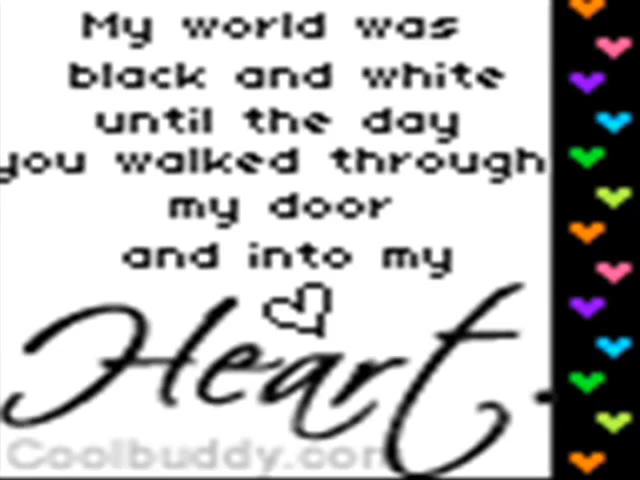 My world was
black and white
until the day
you walked through
my door
and into my
Heart.
Coolbuddy.com